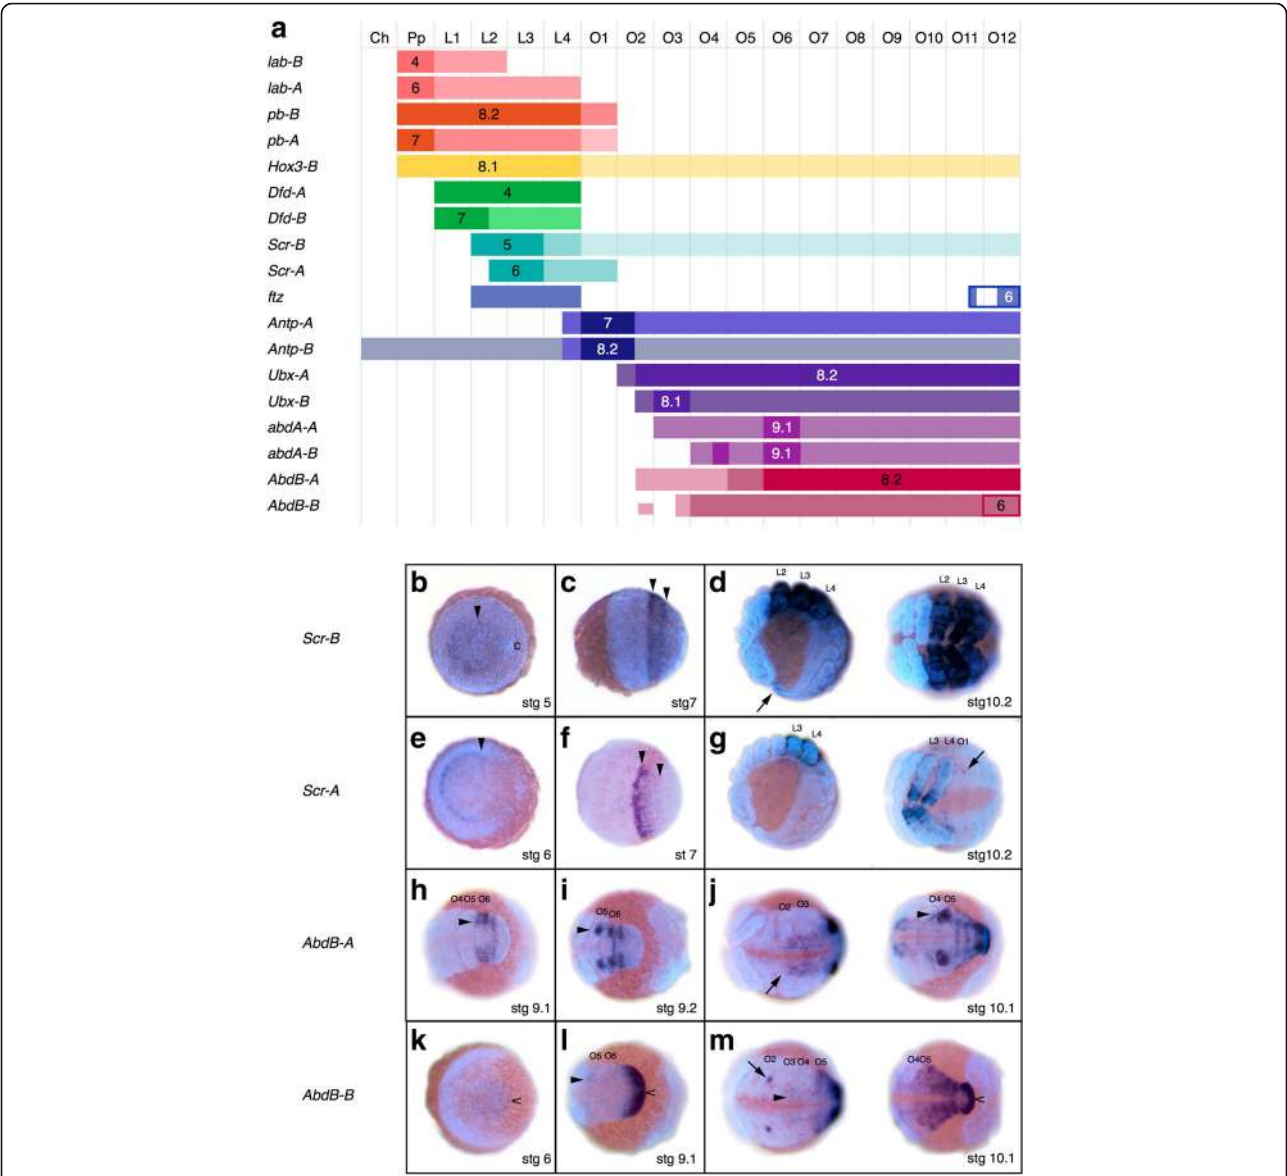 a
Ch Pp L1 L2 L3 L4 O1 O2 O3 O4 O5 O6 O7 O8 O9 O10 O11 O12
lab-B 4
lab-A 6
pb-B 8.2
pb-A 7
Hox3-B 8.1
Dfd-A 4
Dfd-B 7
Scr-B 5
Scr-A 6
ftz 6
Antp-A 7
Antp-B 8.2
Ubx-A 8.2
Ubx-B 8.1
abdA-A 9.1
abdA-B 9.1
AbdB-A 8.2
AbdB-B 6
b c d L2 L3 L4 L2 L3 L4
Scr-B c
stg 5 stg7 stg10.2
e f g L3 L4 L3 L4 O1
Scr-A
stg 6 st 7 stg10.2
h O4O5 O6 i O5O6 j O2 O3 O4 O5
AbdB-A
stg 9.1 stg 9.2 stg 10.1
k l O5 O6 m O2 O3 O4 O5 O4O5
AbdB-B < < <
stg 6 stg 9.1 stg 10.1